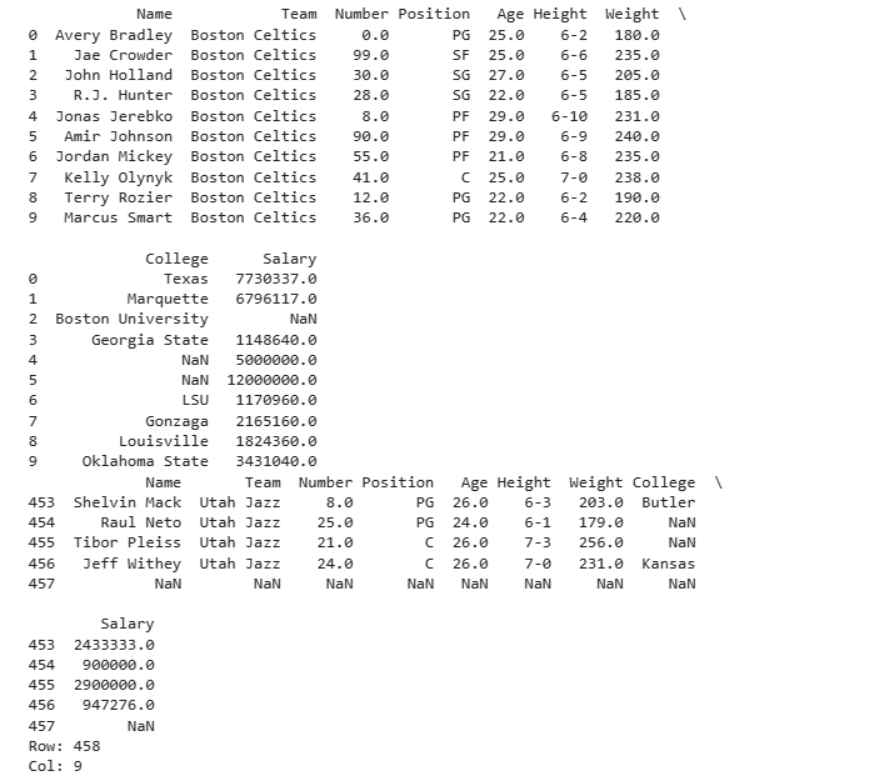 Name            Team  Number Position   Age Height  Weight  \
0  Avery Bradley  Boston Celtics     0.0       PG  25.0    6-2   180.0
1    Jae Crowder  Boston Celtics    99.0       SF  25.0    6-6   235.0
2   John Holland  Boston Celtics    30.0       SG  27.0    6-5   205.0
3    R.J. Hunter  Boston Celtics    28.0       SG  22.0    6-5   185.0
4  Jonas Jerebko  Boston Celtics     8.0       PF  29.0   6-10   231.0
5   Amir Johnson  Boston Celtics    90.0       PF  29.0    6-9   240.0
6  Jordan Mickey  Boston Celtics    55.0       PF  21.0    6-8   235.0
7   Kelly Olynyk  Boston Celtics    41.0        C  25.0    7-0   238.0
8   Terry Rozier  Boston Celtics    12.0       PG  22.0    6-2   190.0
9   Marcus Smart  Boston Celtics    36.0       PG  22.0    6-4   220.0

             College      Salary
0              Texas   7730337.0
1          Marquette   6796117.0
2  Boston University         NaN
3      Georgia State   1148640.0
4                NaN   5000000.0
5                NaN  12000000.0
6                LSU   1170960.0
7            Gonzaga   2165160.0
8         Louisville   1824360.0
9     Oklahoma State   3431040.0
             Name       Team  Number Position   Age Height  Weight College  \
453  Shelvin Mack  Utah Jazz     8.0       PG  26.0    6-3   203.0  Butler
454     Raul Neto  Utah Jazz    25.0       PG  24.0    6-1   179.0     NaN
455  Tibor Pleiss  Utah Jazz    21.0        C  26.0    7-3   256.0     NaN
456   Jeff Withey  Utah Jazz    24.0        C  26.0    7-0   231.0  Kansas
457           NaN        NaN     NaN      NaN   NaN    NaN     NaN     NaN

        Salary
453  2433333.0
454   900000.0
455  2900000.0
456   947276.0
457        NaN
Row: 458
Col: 9